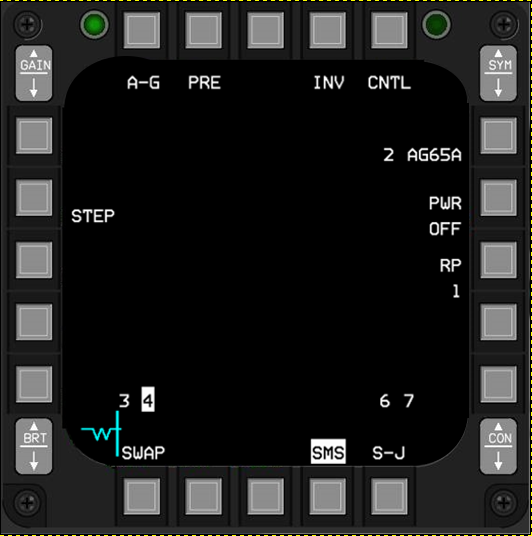 GAIN
SYM
A-G PRE INV CNTL
2 AG65A
PWR
STEP
OFF
RP
1
3 4 6 7
BRT
CON
SWAP SMS S-J